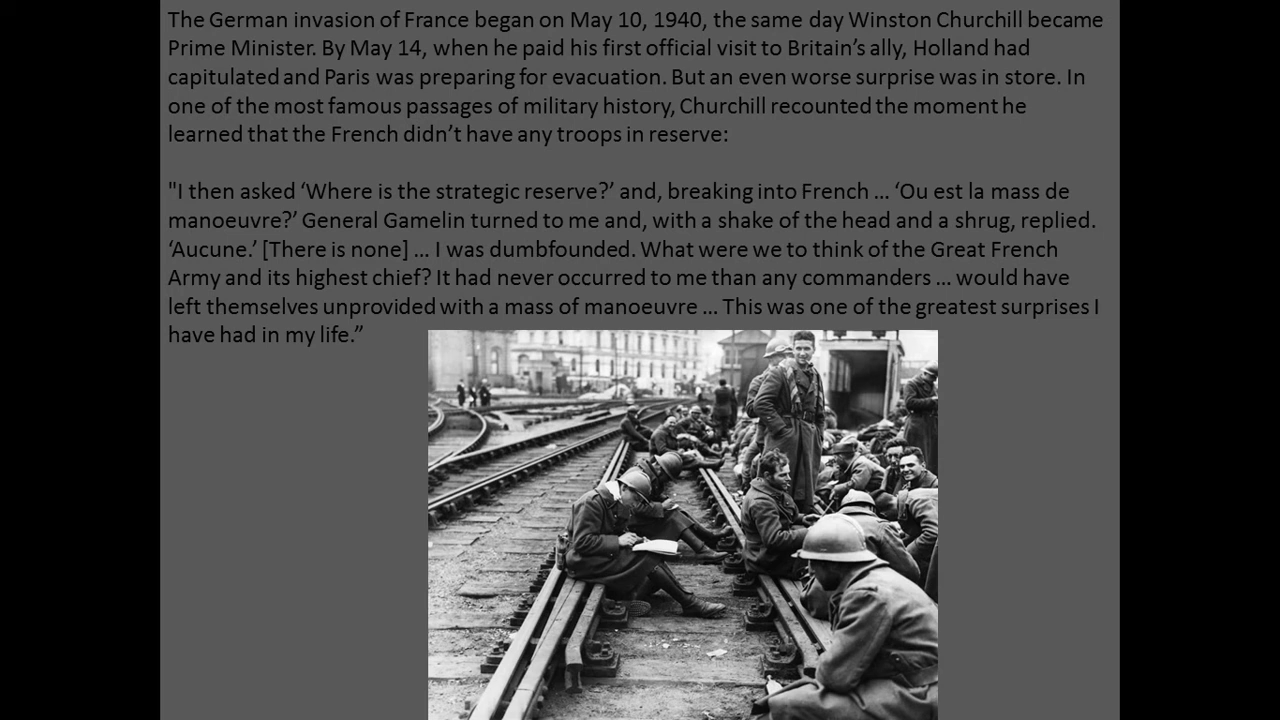 The German invasion of France began on May 10, 1940, the same day Winston Churchill became
Prime Minister. By May 14, when he paid his first official visit to Britain’s ally, Holland had
capitulated and Paris was preparing for evacuation. But an even worse surprise was in store. In
one of the most famous passages of military history, Churchill recounted the moment he
learned that the French didn’t have any troops in reserve:
"I then asked ‘Where is the strategic reserve?’ and, breaking into French … ‘Ou est la mass de
manoeuvre?’ General Gamelin turned to me and, with a shake of the head and a shrug, replied.
‘Aucune.’ [There is none] … I was dumbfounded. What were we to think of the Great French
Army and its highest chief? It had never occurred to me than any commanders … would have
left themselves unprovided with a mass of manoeuvre … This was one of the greatest surprises I
have had in my life.”